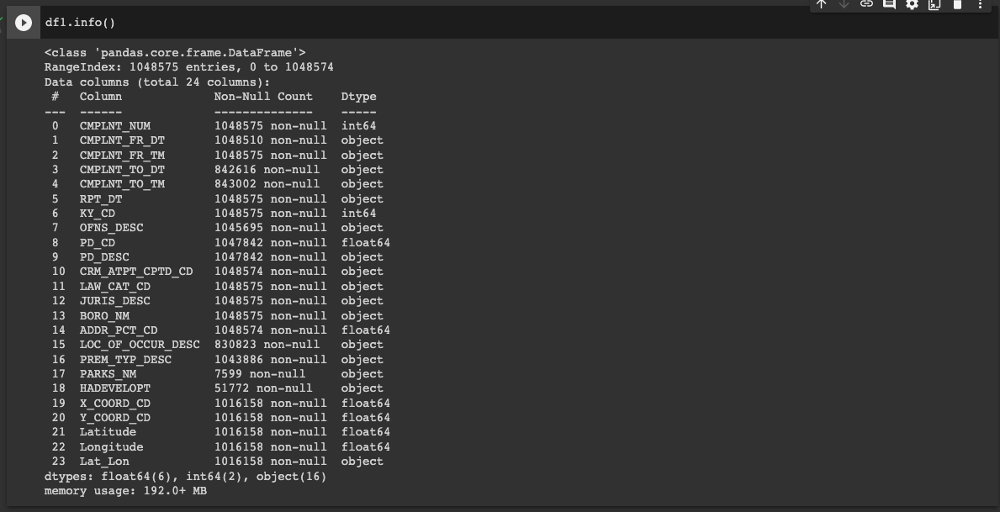 df1.info()
<class 'pandas.core.frame.DataFrame'>
RangeIndex: 1048575 entries, 0 to 1048574
Data columns (total 24 columns):
 #   Column             Non-Null Count    Dtype
---  ------             --------------    -----
 0   CMPLNT_NUM         1048575 non-null  int64
 1   CMPLNT_FR_DT       1048510 non-null  object
 2   CMPLNT_FR_TM       1048575 non-null  object
 3   CMPLNT_TO_DT       842616 non-null   object
 4   CMPLNT_TO_TM       843002 non-null   object
 5   RPT_DT             1048575 non-null  object
 6   KY_CD              1048575 non-null  int64
 7   OFNS_DESC          1045695 non-null  object
 8   PD_CD              1047842 non-null  float64
 9   PD_DESC            1047842 non-null  object
 10  CRM_ATPT_CPTD_CD   1048574 non-null  object
 11  LAW_CAT_CD         1048575 non-null  object
 12  JURIS_DESC         1048575 non-null  object
 13  BORO_NM            1048575 non-null  object
 14  ADDR_PCT_CD        1048574 non-null  float64
 15  LOC_OF_OCCUR_DESC  830823 non-null   object
 16  PREM_TYP_DESC      1043886 non-null  object
 17  PARKS_NM           7599 non-null     object
 18  HADEVELOPT         51772 non-null    object
 19  X_COORD_CD         1016158 non-null  float64
 20  Y_COORD_CD         1016158 non-null  float64
 21  Latitude           1016158 non-null  float64
 22  Longitude          1016158 non-null  float64
 23  Lat_Lon            1016158 non-null  object
dtypes: float64(6), int64(2), object(16)
memory usage: 192.0+ MB